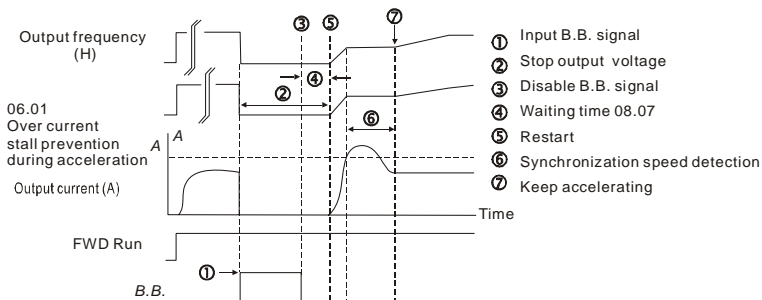 Output frequency
(H)
06.01
Over current
stall prevention
during acceleration
A
A
Output current (A)
FWD Run
B.B.
Time
①
②
③
④
⑤
⑥
⑦
① Input B.B. signal
② Stop output voltage
③ Disable B.B. signal
④ Waiting time 08.07
⑤ Restart
⑥ Synchronization speed detection
⑦ Keep accelerating